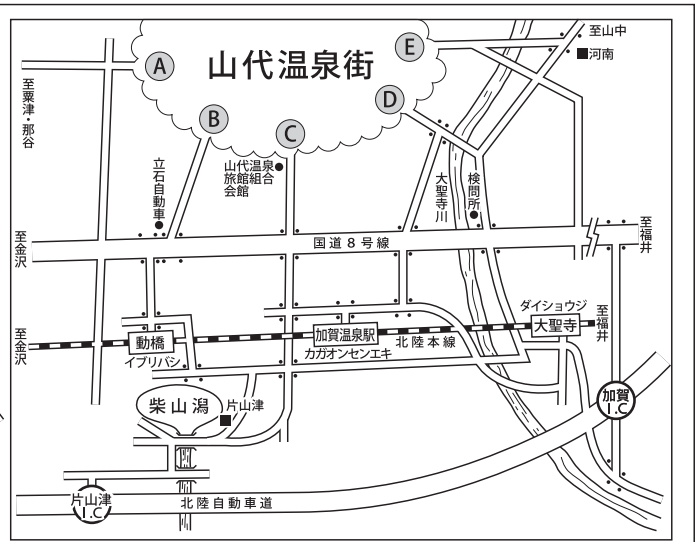 山代温泉街
A
B
C
D
E
至山中
河南
至粟津・那谷
立石自動車
山代温泉
旅館組合
会館
大聖寺川
検問所
至金沢
国道8号線
至福井
至金沢
動橋
イブリバシ
加賀温泉駅
カガオンセンエキ
北陸本線
ダイショウジ
大聖寺
至福井
柴山潟
片山津
加賀
I.C
片山津
I.C
北陸自動車道